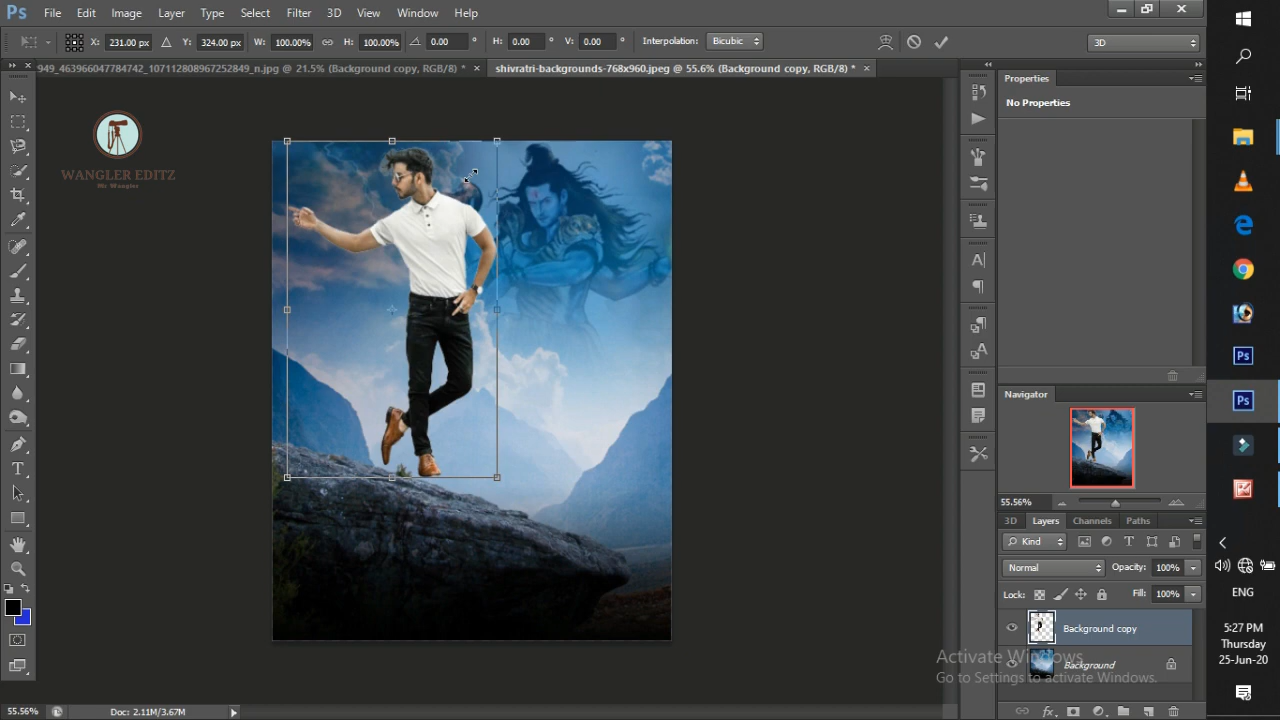 Ps File Edit Image Layer Type Select Filter 3D View Window Help
X: 231.00 px Y: 324.00 px W: 100.00% H: 100.00% 0.00 ° H: 0.00 ° V: 0.00 ° Interpolation: Bicubic 3D
949_463966047784742_107112808967252849_n.jpg @ 21.5% (Background copy, RGB/8) * × shivratri-backgrounds-768x960.jpeg @ 55.6% (Background copy, RGB/8) * ×
Properties
No Properties
WANGLER EDITZ
Mr Wangler
Navigator
55.56%
3D Layers Channels Paths
Kind
Normal Opacity: 100%
Lock: Fill: 100%
Background copy
Background
Activate Windows
Go to Settings to activate Windows.
55.56% Doc: 2.11M/3.67M
Ps
Ps
ENG
5:27 PM
Thursday
25-Jun-20